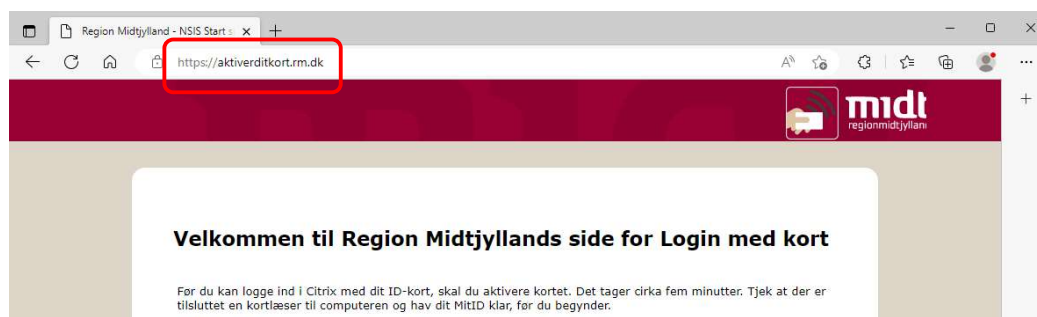 Region Midtjylland - NSIS Start s
https://aktiverditkort.rm.dk
midt
regionmidtjyllan
Velkommen til Region Midtjyllands side for Login med kort
Før du kan logge ind i Citrix med dit ID-kort, skal du aktivere kortet. Det tager cirka fem minutter. Tjek at der er
tilsluttet en kortlæser til computeren og hav dit MitID klar, før du begynder.